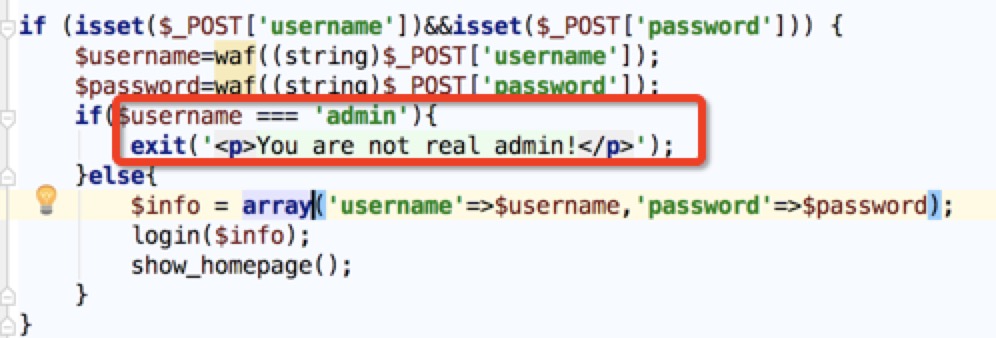 if (isset($_POST['username'])&&isset($_POST['password'])) {
$username=waf((string)$_POST['username']);
$password=waf((string)$_POST['password']);
if($username === 'admin'){
exit('<p>You are not real admin!</p>');
}else{
$info = array('username'=>$username,'password'=>$password);
login($info);
show_homepage();
}
}